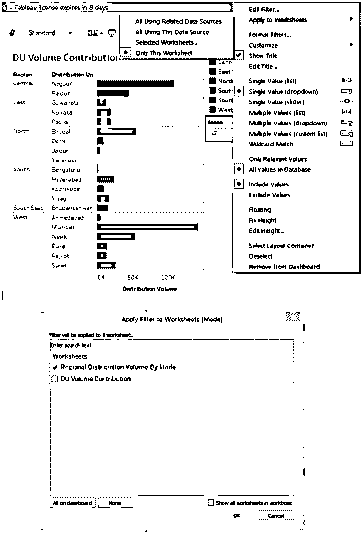 Tableau license expires in 8 days
All Using Related Data Sources
All Using This Data Source
Selected Worksheets...
Only This Worksheet
Standard
DU Volume Contribution
Region
Distribution Un
Central
Nagpur
Raipur
East
Guwahati
Kolkata
Patna
North
Bhopal
Delhi
Jaipur
South
Bengaluru
Hyderabad
South East
Bhubaneshwar
West
Ahmedabad
Mumbai
Nasik
Pune
Rajkot
Surat
0K
50K
100K
Distribution Volume
East
North
South
South
West
Edit Filter...
Apply to Worksheets
Format Filters...
Customize
Show Title
Edit Title...
Single Value (list)
Single Value (dropdown)
Single Value (slider)
Multiple Values (list)
Multiple Values (dropdown)
Multiple Values (custom list)
Wildcard Match
Only Relevant Values
All Values in Database
Include Values
Exclude Values
Floating
Fix Height
Edit Height...
Select Layout Container
Deselect
Remove from Dashboard
Apply Filter to Worksheets [Mode]
Filter will be applied to 1 worksheet.
Enter search text
Worksheets
Regional Distribution Volume By Mode
DU Volume Contribution
All on dashboard
None
Show all worksheets in workbook
OK
Cancel